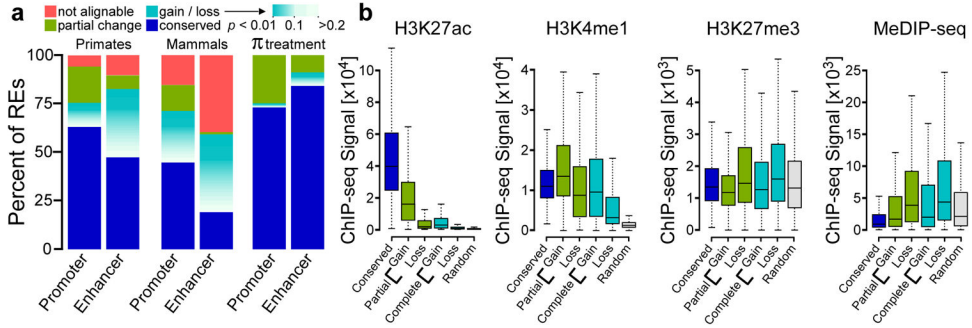 a
not alignable
partial change
gain / loss
conserved
p < 0.01 0.10 >.2
Primates
Mammals
π treatment
Percent of REs
100
75
50
25
0
Promoter
Enhancer
Promoter
Enhancer
Promoter
Enhancer
b
H3K27ac
ChIP-seq Signal [x10⁴]
10
8
6
4
2
0
Conserved
Partial
Gain
Loss
Complete
Gain
Loss
Random
H3K4me1
ChIP-seq Signal [x10⁴]
5
4
3
2
1
0
Conserved
Partial
Gain
Loss
Complete
Gain
Loss
Random
H3K27me3
ChIP-seq Signal [x10³]
5
4
3
2
1
0
Conserved
Partial
Gain
Loss
Complete
Gain
Loss
Random
MeDIP-seq
ChIP-seq Signal [x10³]
25
20
15
10
5
0
Conserved
Partial
Gain
Loss
Complete
Gain
Loss
Random